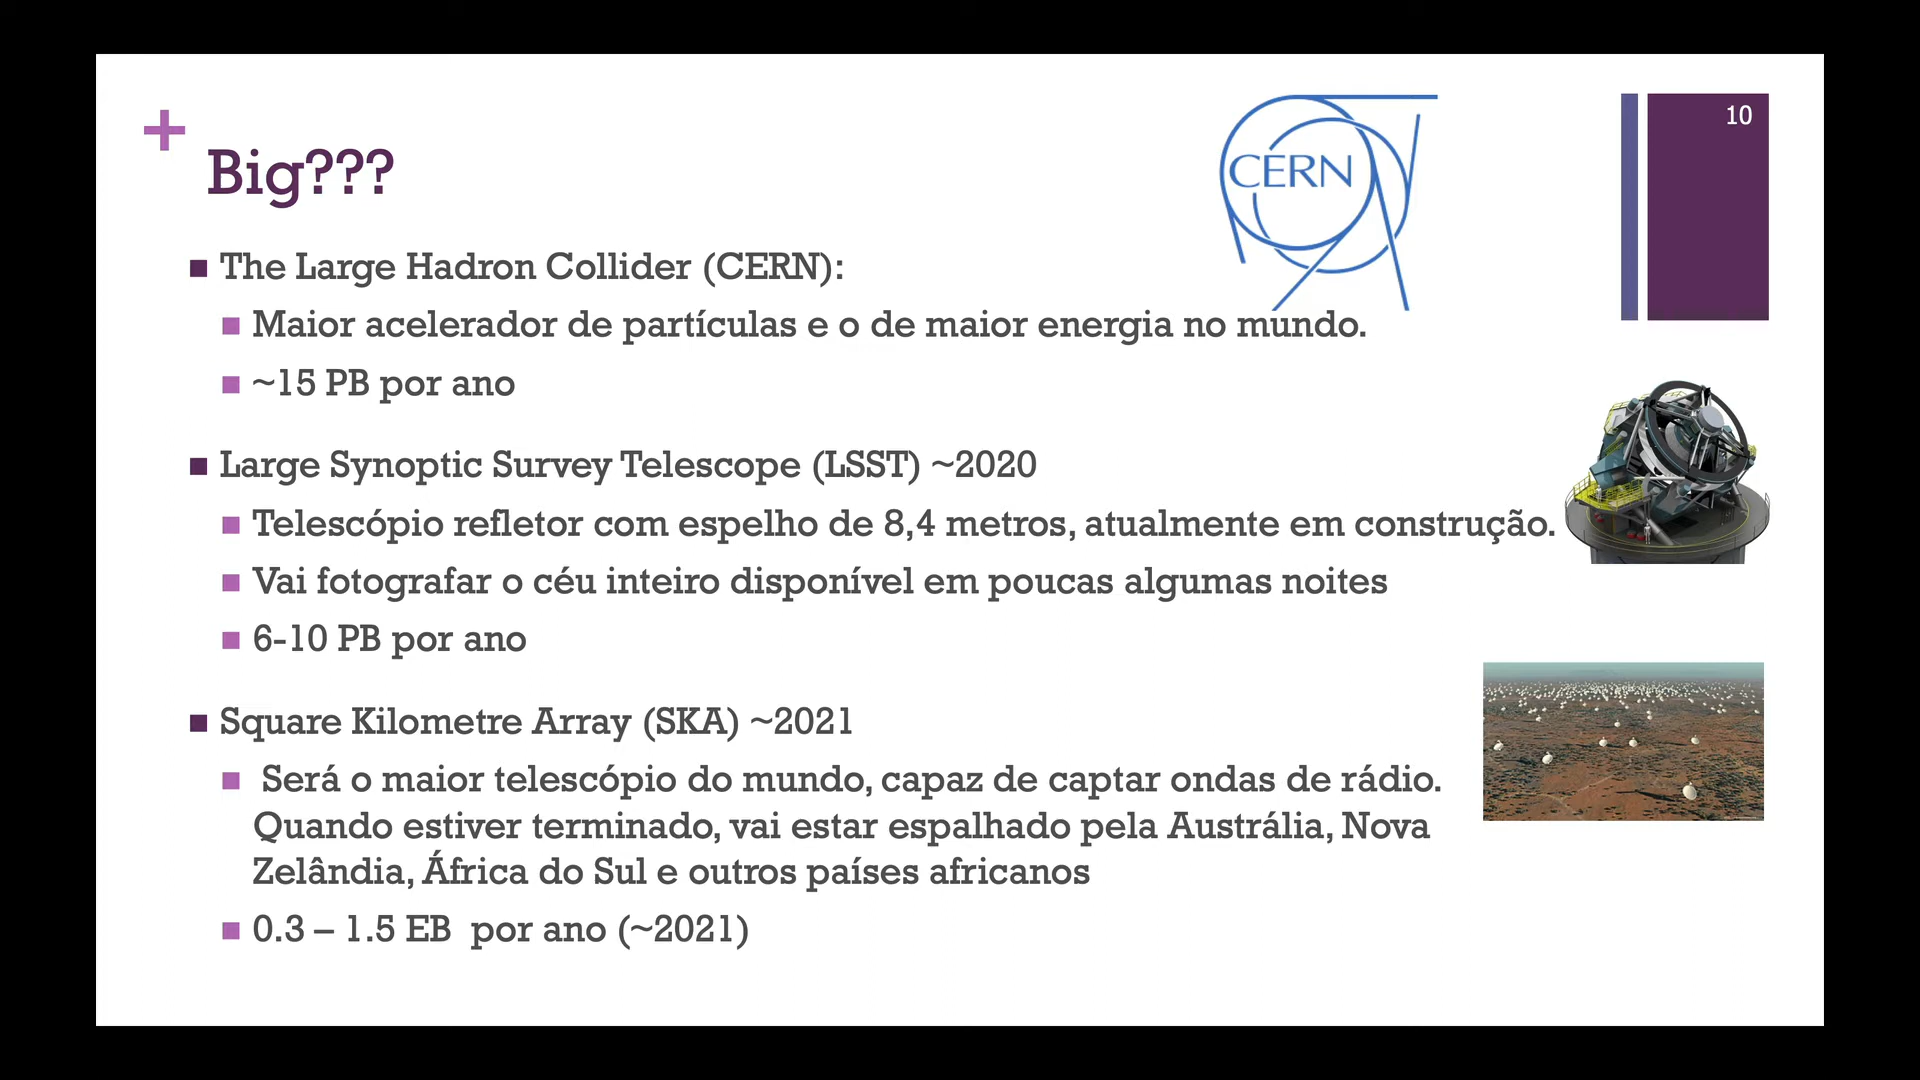 10
+
Big???
CERN
The Large Hadron Collider (CERN):
Maior acelerador de partículas e o de maior energia no mundo.
~15 PB por ano
Large Synoptic Survey Telescope (LSST) ~2020
Telescópio refletor com espelho de 8,4 metros, atualmente em construção.
Vai fotografar o céu inteiro disponível em poucas algumas noites
6-10 PB por ano
Square Kilometre Array (SKA) ~2021
Será o maior telescópio do mundo, capaz de captar ondas de rádio.
Quando estiver terminado, vai estar espalhado pela Austrália, Nova
Zelândia, África do Sul e outros países africanos
0.3 – 1.5 EB  por ano (~2021)